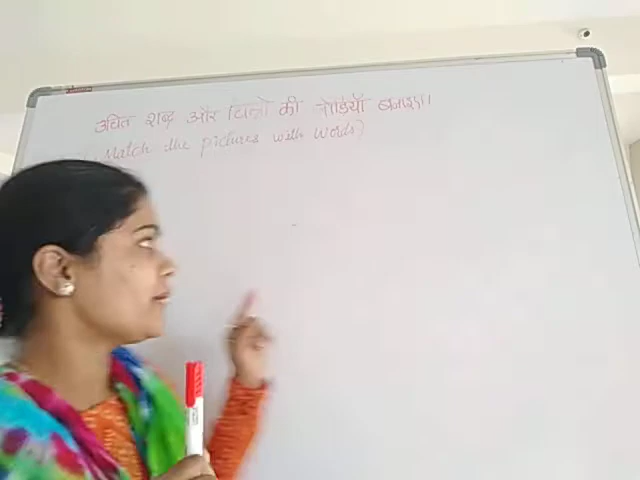 उचित शब्द और चित्रो की जोडियाँ बनाइए।
(Match the pictures with words)